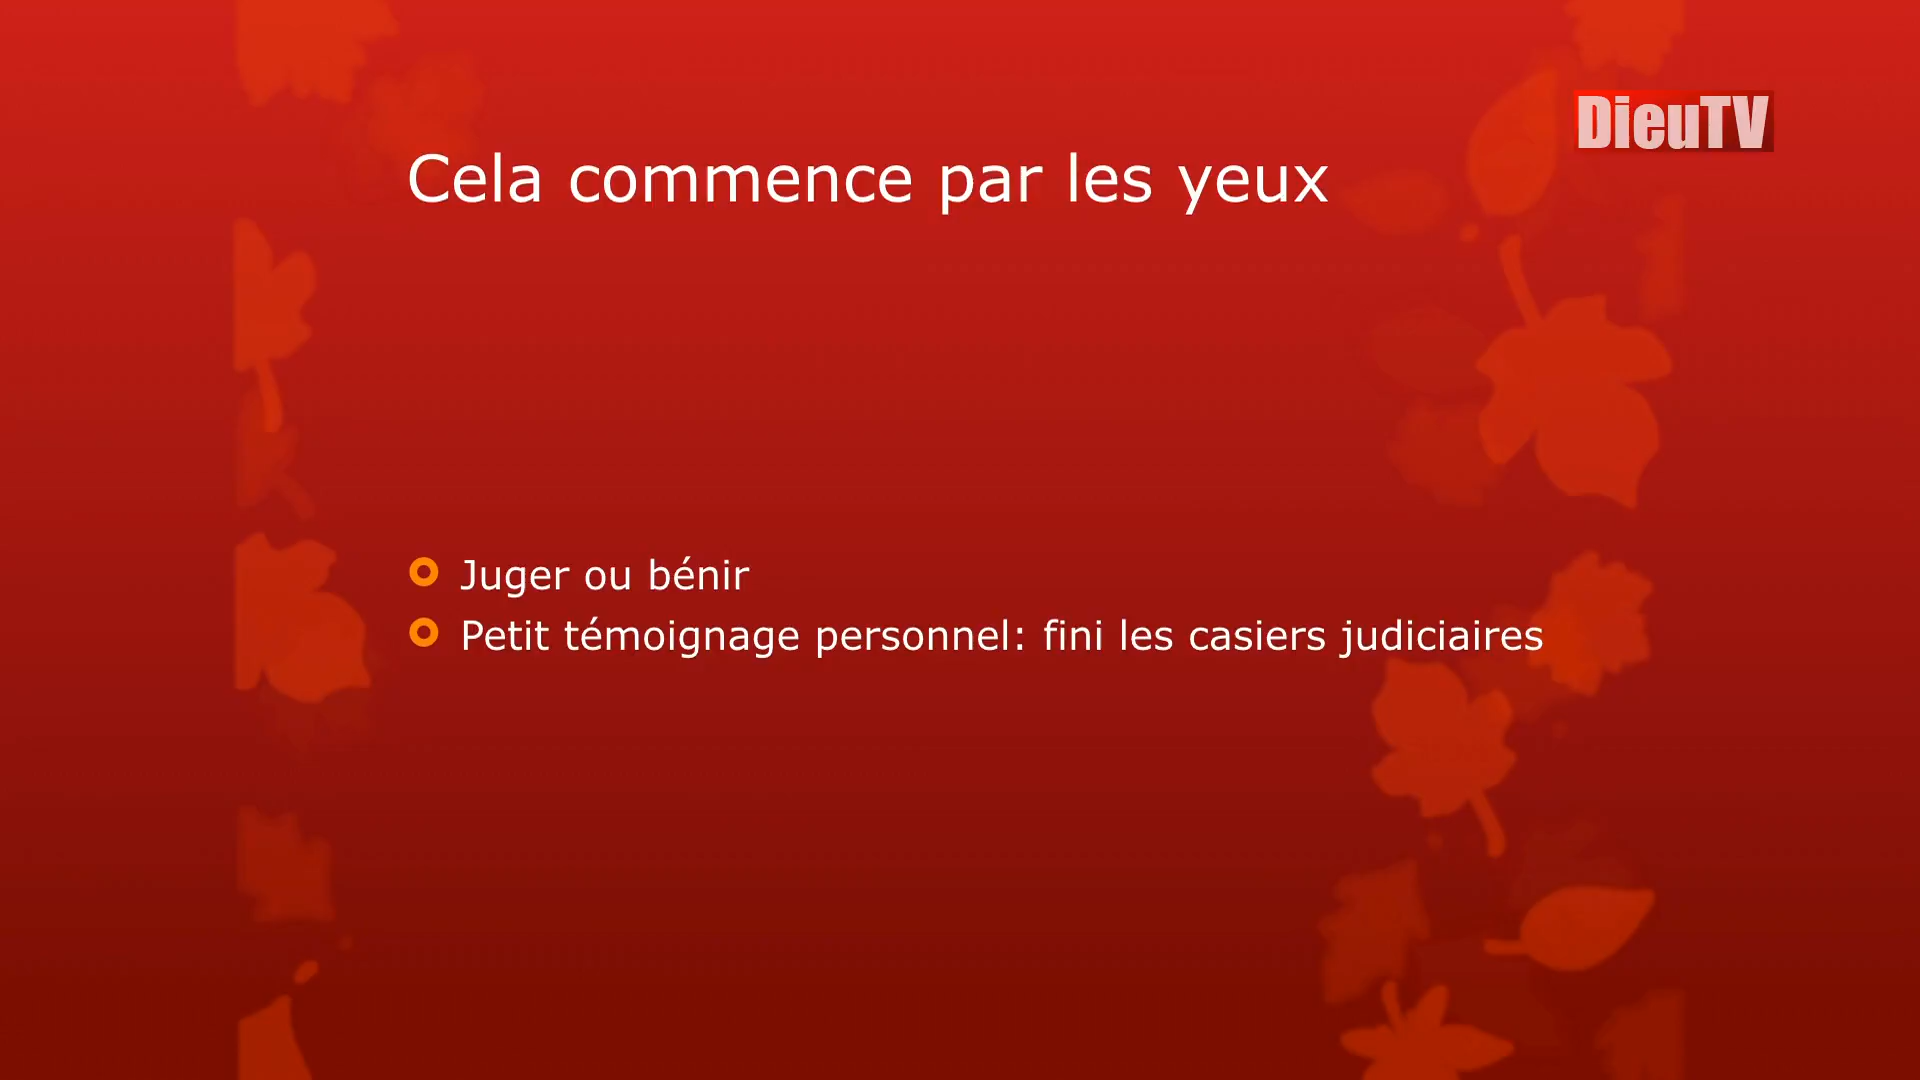 DieuTV
Cela commence par les yeux
Juger ou bénir
Petit témoignage personnel: fini les casiers judiciaires